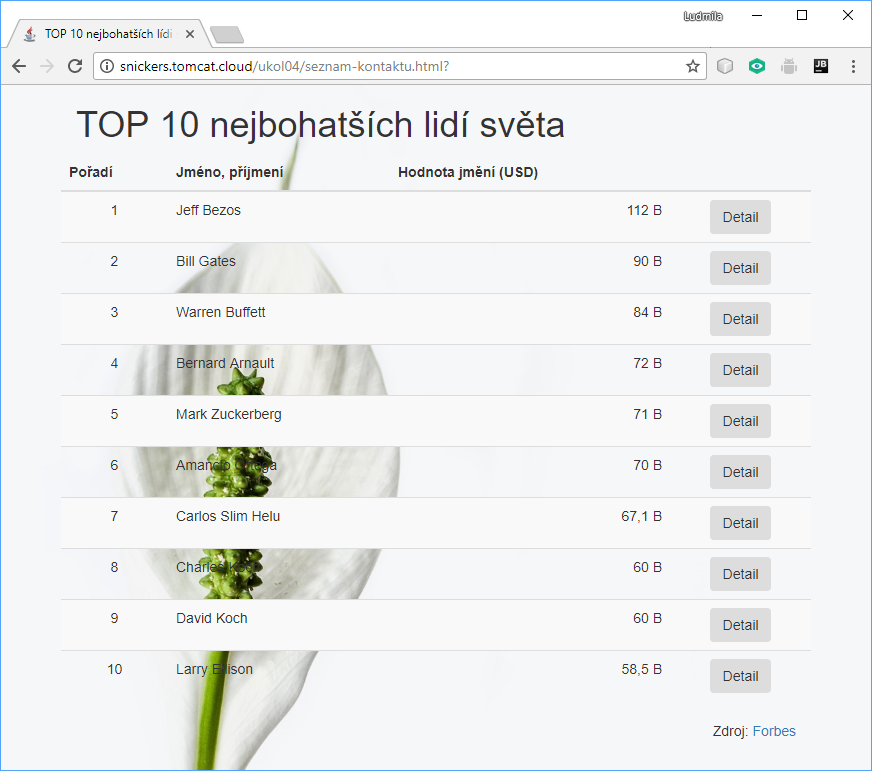 Ludmila
TOP 10 nejbohatších lidí
snickers.tomcat.cloud/ukol04/seznam-kontaktu.html?
JB
TOP 10 nejbohatších lidí světa
Pořadí Jméno, příjmení Hodnota jmění (USD)
1 Jeff Bezos 112 B Detail
2 Bill Gates 90 B Detail
3 Warren Buffett 84 B Detail
4 Bernard Arnault 72 B Detail
5 Mark Zuckerberg 71 B Detail
6 Amancio Ortega 70 B Detail
7 Carlos Slim Helu 67,1 B Detail
8 Charles Koch 60 B Detail
9 David Koch 60 B Detail
10 Larry Ellison 58,5 B Detail
Zdroj: Forbes